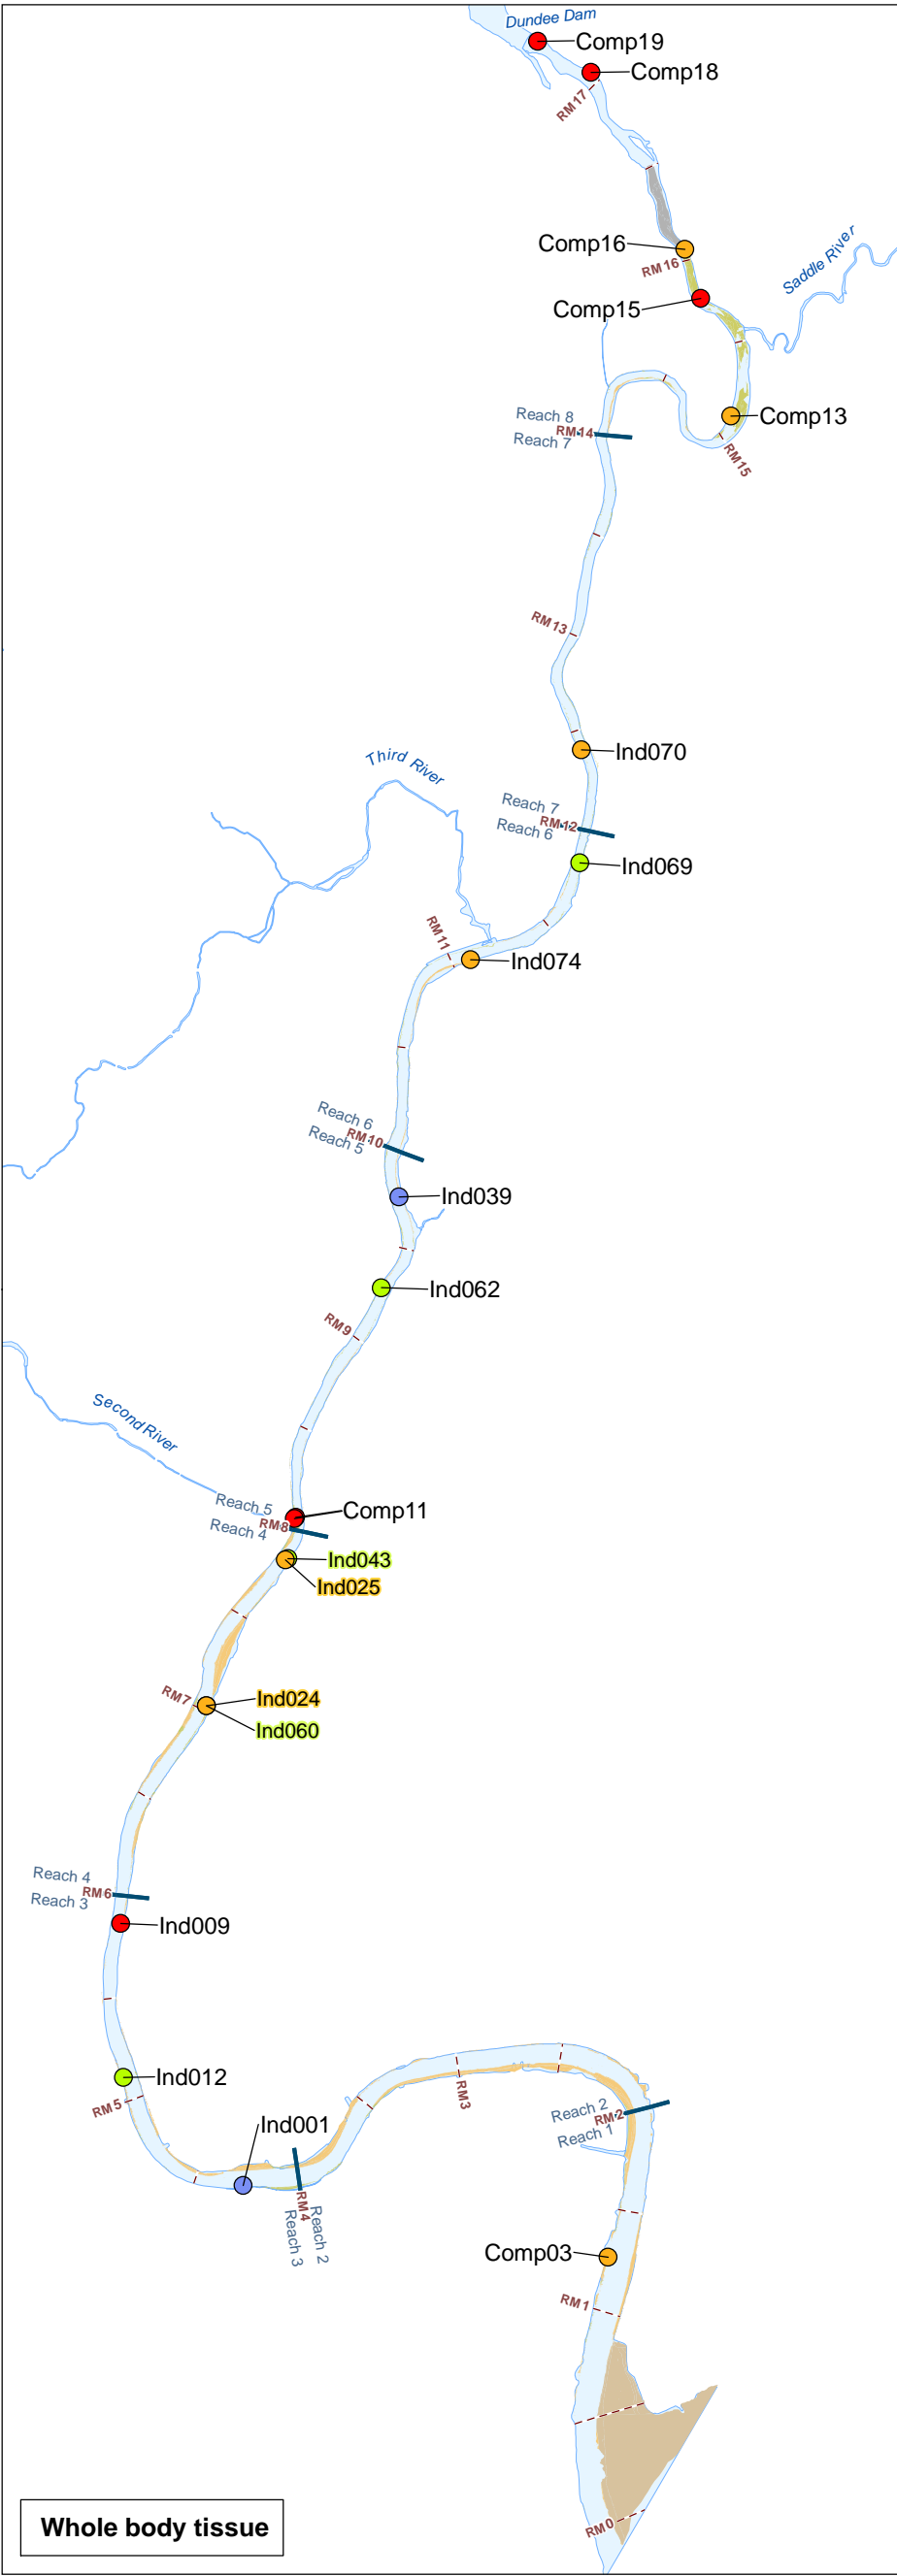 Dundee Dam
Comp19
Comp18
RM17
Comp16
RM16
Saddle River
Comp15
Comp13
Reach 8
RM14
Reach 7
RM15
RM13
Ind070
Third River
Reach 7
RM12
Reach 6
Ind069
RM11
Ind074
Reach 6
RM10
Reach 5
Ind039
Ind062
RM9
Second River
Reach 5
Comp11
RM8
Reach 4
Ind043
Ind025
RM7
Ind024
Ind060
Reach 4
RM6
Reach 3
Ind009
Ind012
RM5
RM3
Reach 2
RM2
Reach 1
Ind001
RM4
Reach 2
Reach 3
Comp03
RM1
RM0
Whole body tissue